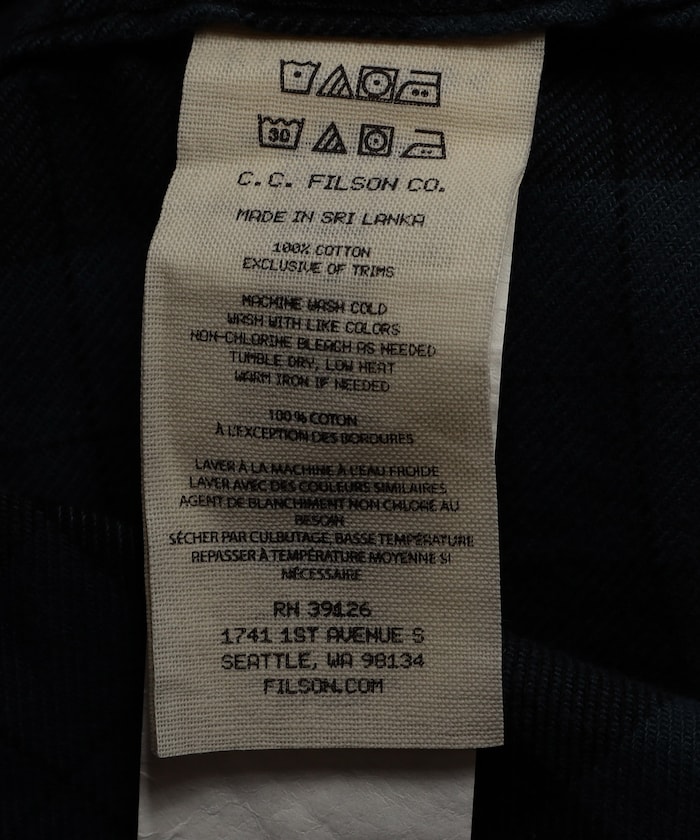 30
C.C. FILSON CO.
MADE IN SRI LANKA
100% COTTON
EXCLUSIVE OF TRIMS
MACHINE WASH COLD
WASH WITH LIKE COLORS
NON-CHLORINE BLEACH AS NEEDED
TUMBLE DRY, LOW HEAT
WARM IRON IF NEEDED
100 % COTON
À L'EXCEPTION DES BORDURES
LAVER À LA MACHINE À L'EAU FROIDE
LAVER AVEC DES COULEURS SIMILAIRES
AGENT DE BLANCHIMENT NON CHLORÉ AU
BESOIN
SÉCHER PAR CULBUTAGE, BASSE TEMPÉRATURE
REPASSER À TEMPÉRATURE MOYENNE SI
NÉCESSAIRE
RN 39126
1741 1ST AVENUE S
SEATTLE, WA 98134
FILSON.COM